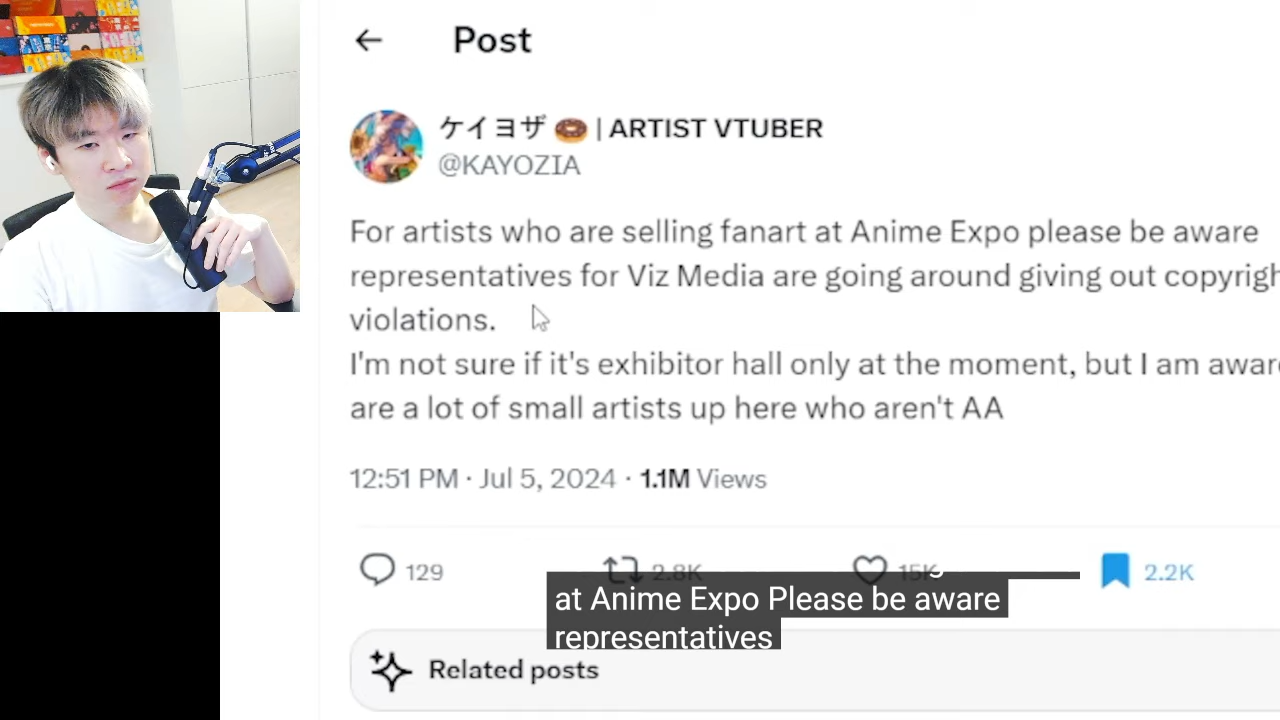 Post
ケイヨザ 🍩 | ARTIST VTUBER
@KAYOZIA
For artists who are selling fanart at Anime Expo please be aware
representatives for Viz Media are going around giving out copyrigh
violations.
I'm not sure if it's exhibitor hall only at the moment, but I am awar
are a lot of small artists up here who aren't AA
12:51 PM · Jul 5, 2024 · 1.1M Views
129 2.8K 15K 2.2K
at Anime Expo Please be aware
representatives
Related posts